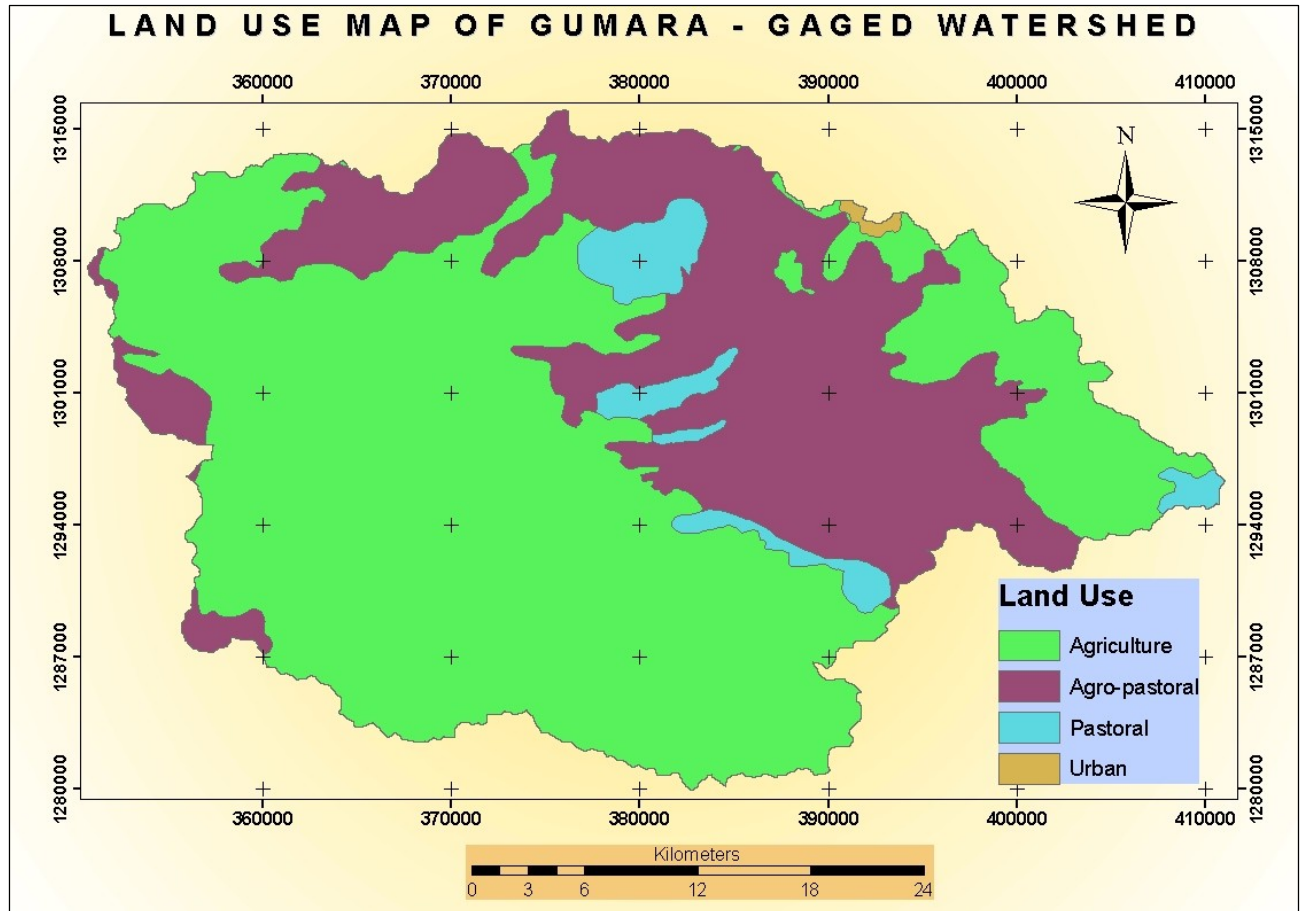 LAND USE MAP OF GUMARA - GAGED WATERSHED
360000 370000 380000 390000 400000 410000
1315000 1315000
N
1308000 1308000
1301000 1301000
1294000 1294000
Land Use
Agriculture
1287000 1287000
Agro-pastoral
Pastoral
Urban
1280000 1280000
360000 370000 380000 390000 400000 410000
Kilometers
0 3 6 12 18 24